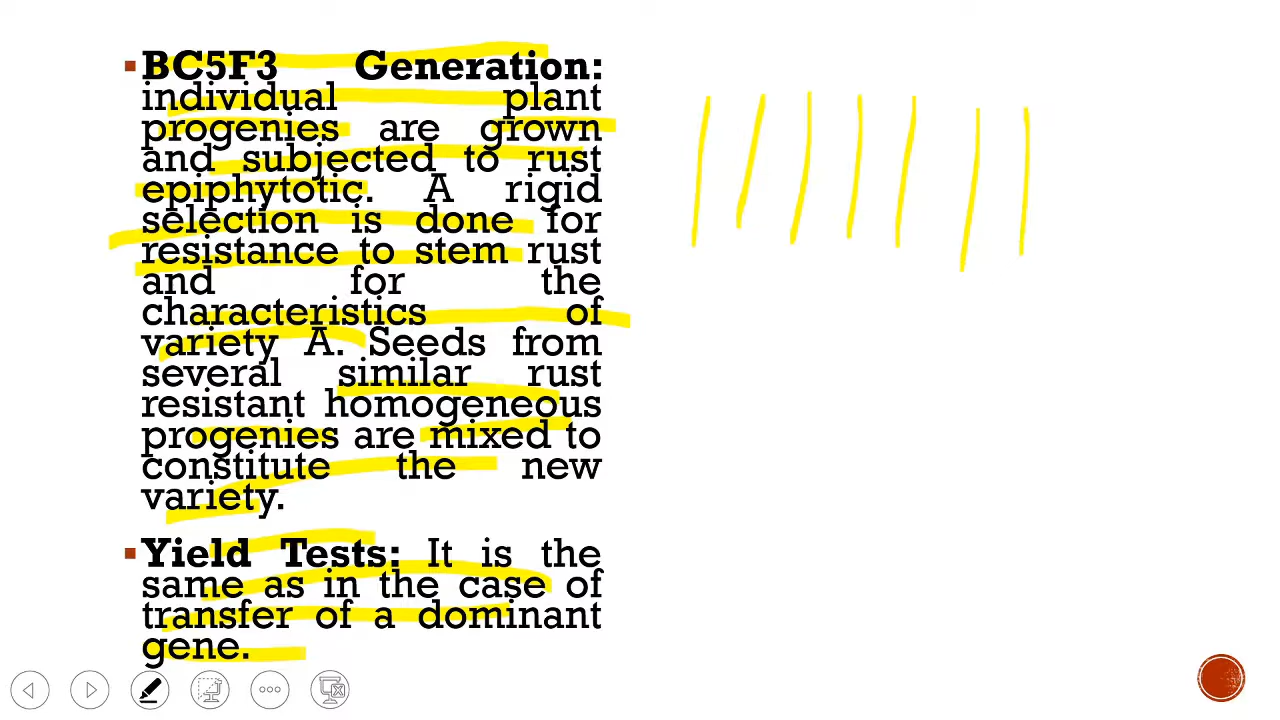 BC5F3 Generation:
individual plant
progenies are grown
and subjected to rust
epiphytotic. A rigid
selection is done for
resistance to stem rust
and for the
characteristics of
variety A. Seeds from
several similar rust
resistant homogeneous
progenies are mixed to
constitute the new
variety.
Yield Tests: It is the
same as in the case of
transfer of a dominant
gene.